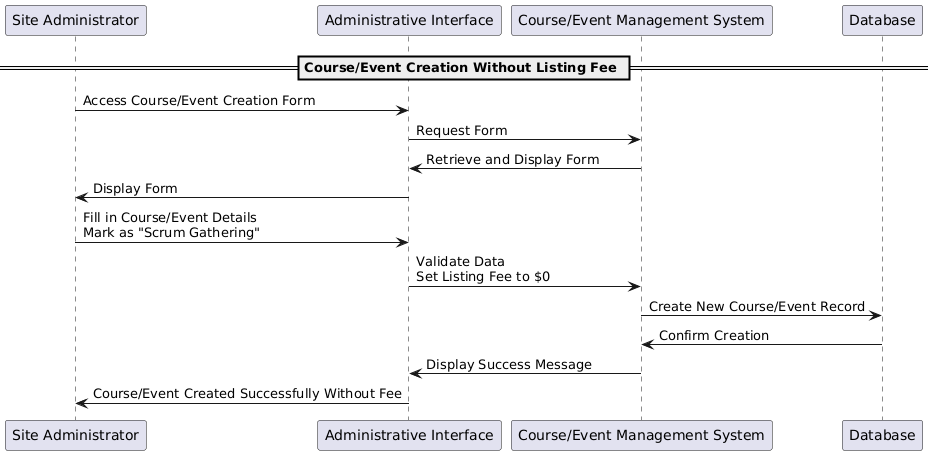 Site Administrator
Administrative Interface
Course/Event Management System
Database
Course/Event Creation Without Listing Fee
Access Course/Event Creation Form
Request Form
Retrieve and Display Form
Display Form
Fill in Course/Event Details
Mark as "Scrum Gathering"
Validate Data
Set Listing Fee to $0
Create New Course/Event Record
Confirm Creation
Display Success Message
Course/Event Created Successfully Without Fee
Site Administrator
Administrative Interface
Course/Event Management System
Database